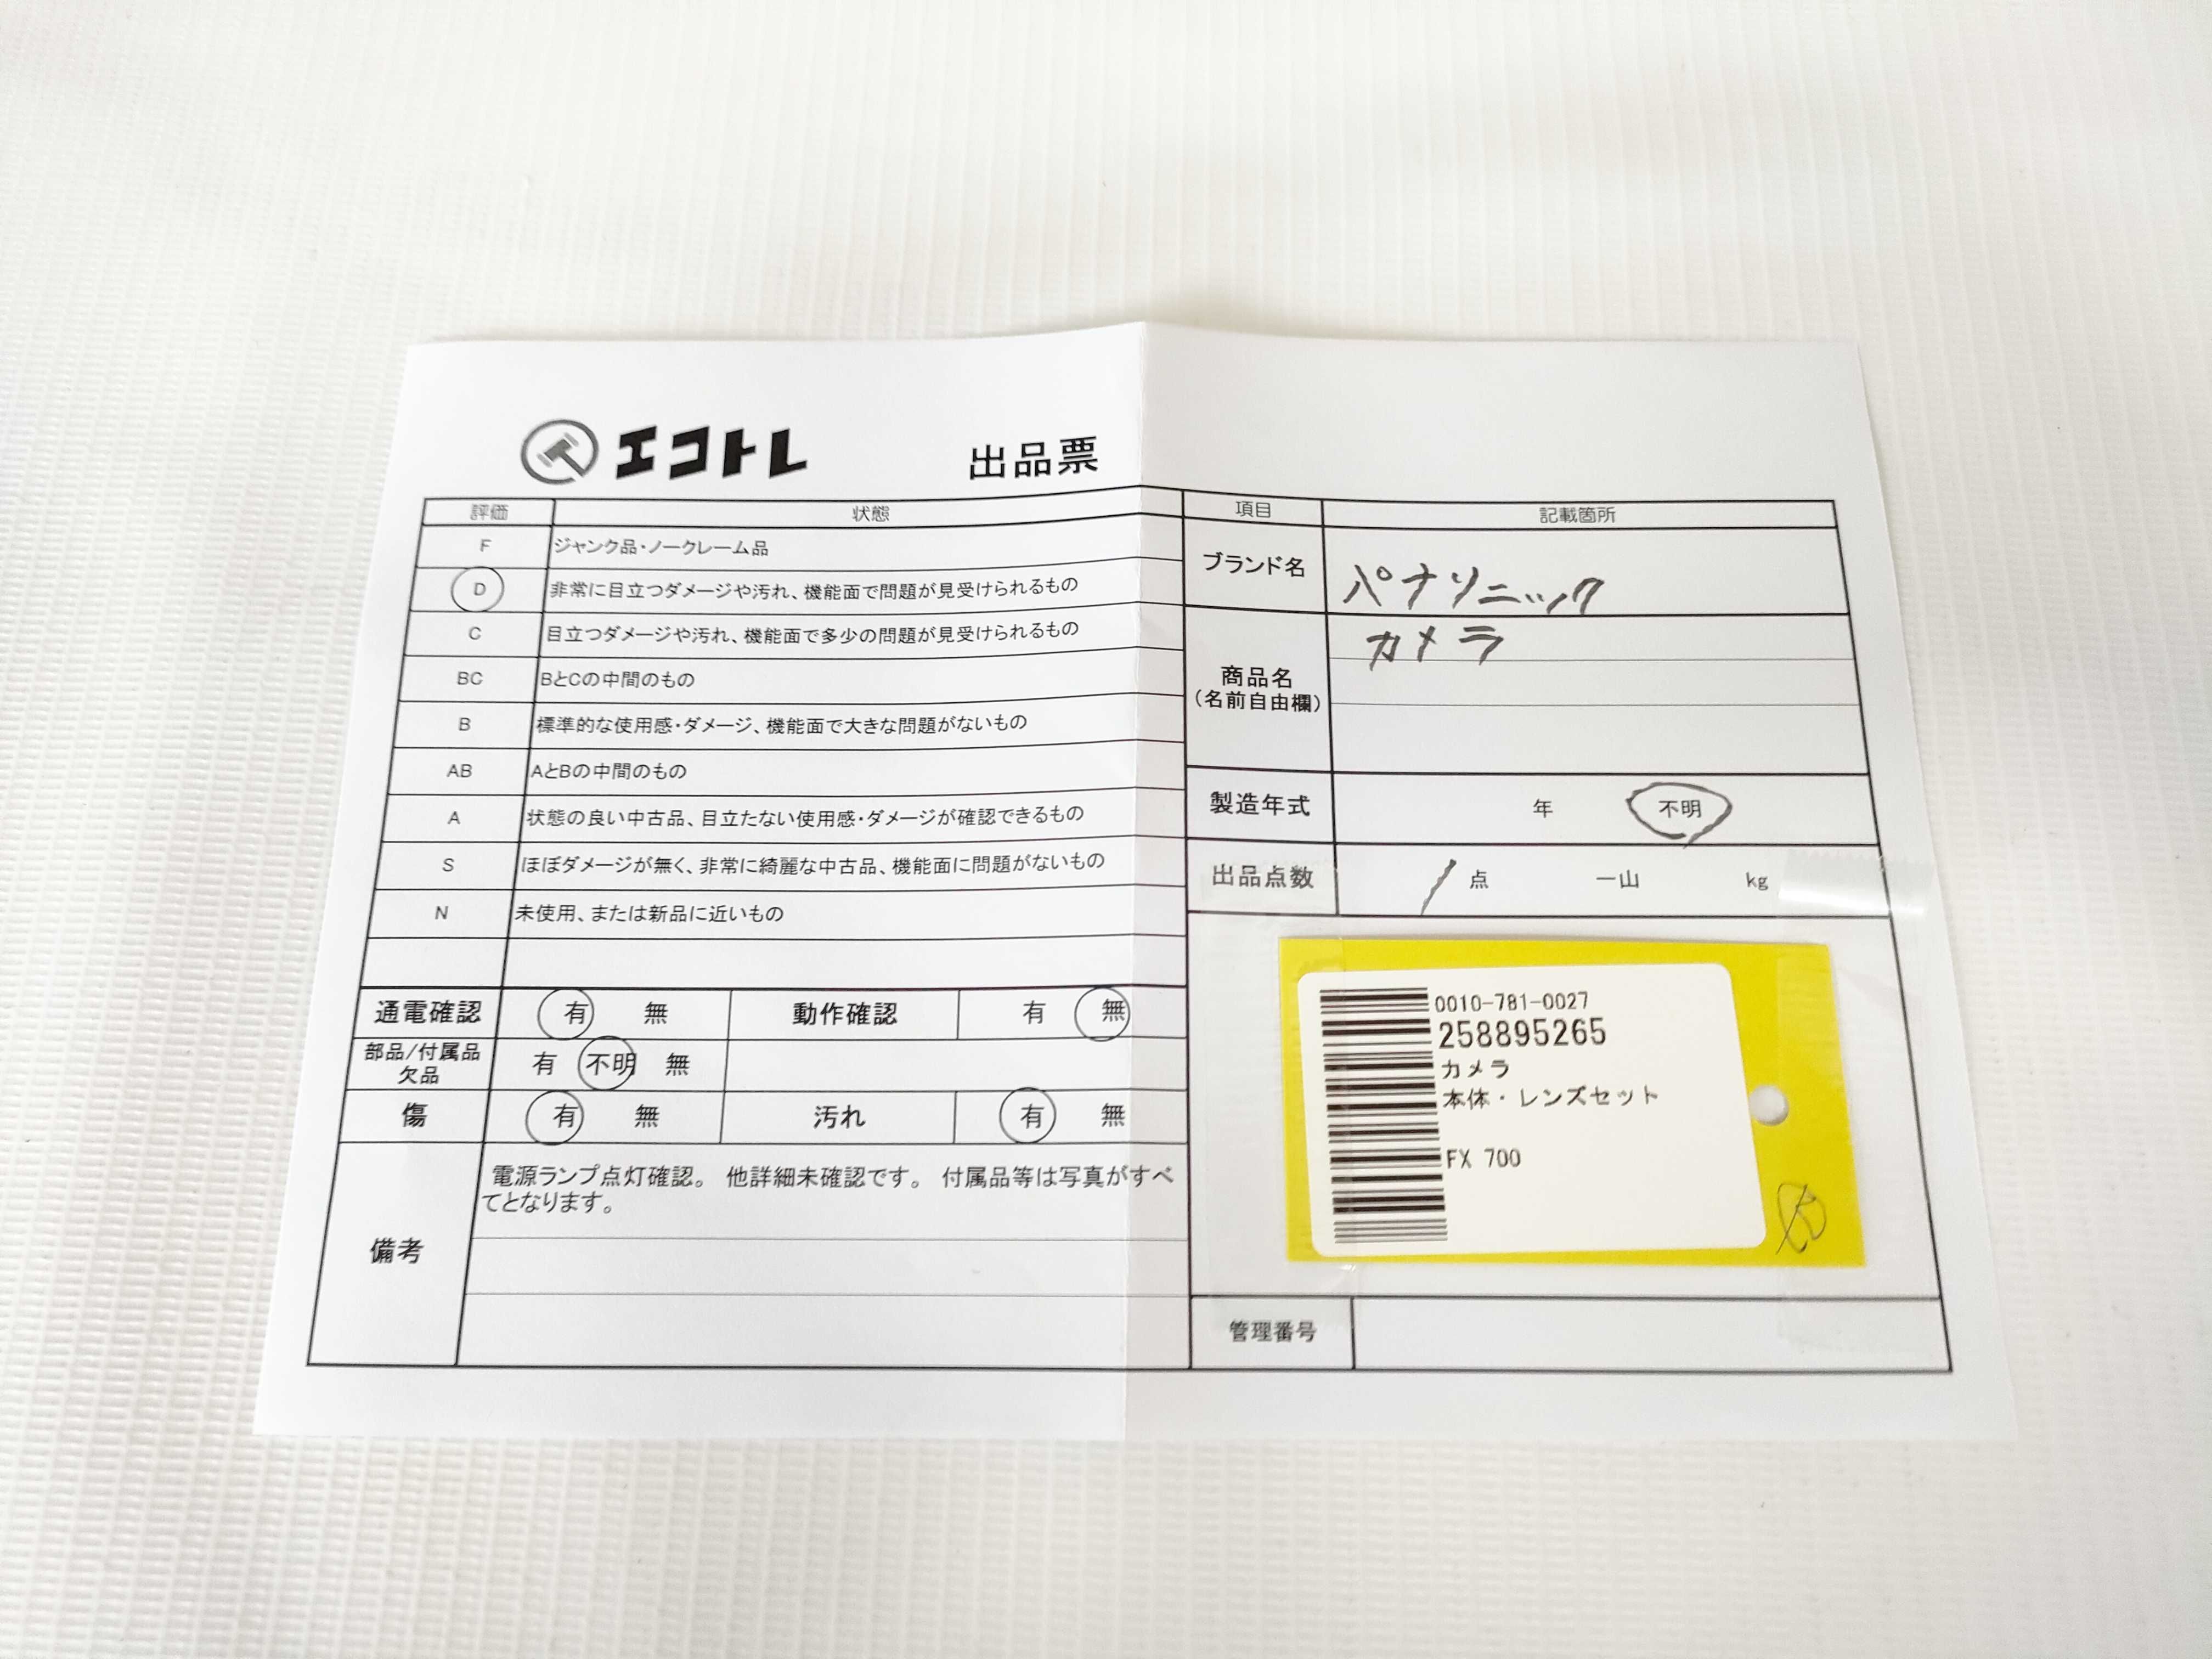 エコトレ 出品票
評価 状態
F ジャンク品・ノークレーム品
D 非常に目立つダメージや汚れ、機能面で問題が見受けられるもの
C 目立つダメージや汚れ、機能面で多少の問題が見受けられるもの
BC BとCの中間のもの
B 標準的な使用感・ダメージ、機能面で大きな問題がないもの
AB AとBの中間のもの
A 状態の良い中古品、目立たない使用感・ダメージが確認できるもの
S ほぼダメージが無く、非常に綺麗な中古品、機能面に問題がないもの
N 未使用、または新品に近いもの
通電確認 有 無 動作確認 有 無
部品/付属品
欠品 有 不明 無
傷 有 無 汚れ 有 無
備考 電源ランプ点灯確認。 他詳細未確認です。 付属品等は写真がすべ
てとなります。
項目 記載箇所
ブランド名 パナソニック
商品名
(名前自由欄) カメラ
製造年式 年 不明
出品点数 1 点 一山 kg
0010-781-0027
258895265
カメラ
本体・レンズセット
FX 700
管理番号